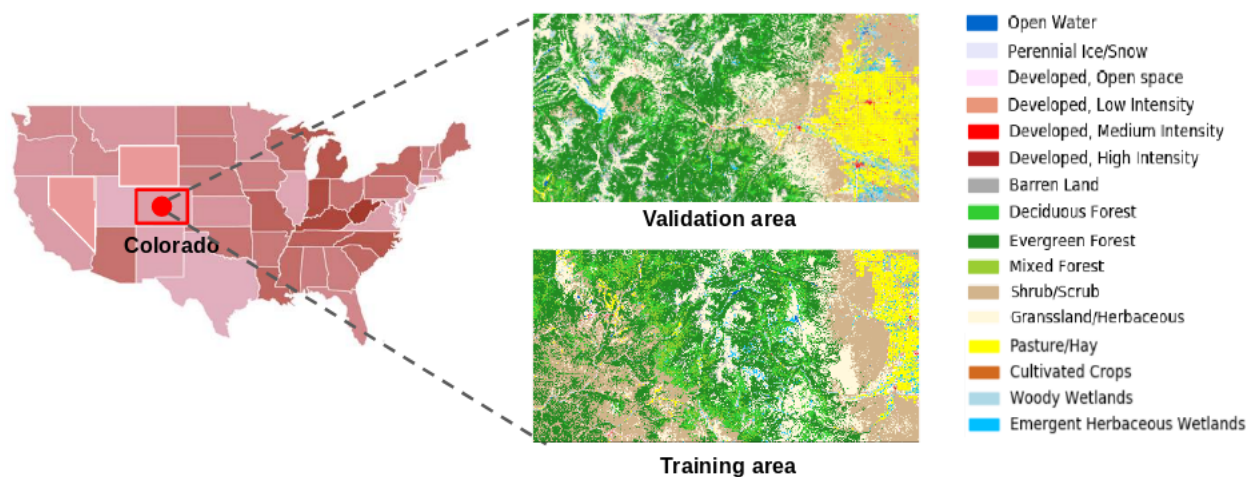 Colorado
Validation area
Training area
Open Water
Perennial Ice/Snow
Developed, Open space
Developed, Low Intensity
Developed, Medium Intensity
Developed, High Intensity
Barren Land
Deciduous Forest
Evergreen Forest
Mixed Forest
Shrub/Scrub
Granssland/Herbaceous
Pasture/Hay
Cultivated Crops
Woody Wetlands
Emergent Herbaceous Wetlands